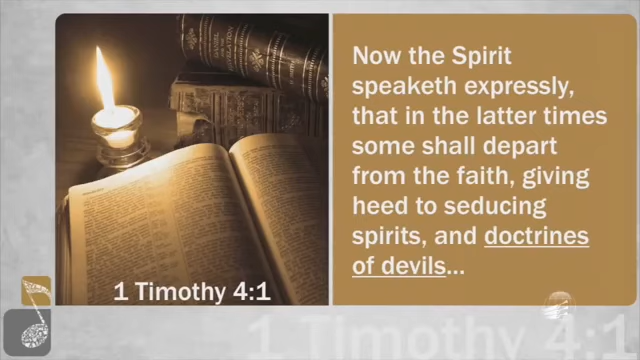 Now the Spirit
speaketh expressly,
that in the latter times
some shall depart
from the faith, giving
heed to seducing
spirits, and doctrines
of devils...
REVELATION
1 Timothy 4:1
1 Timothy 4:1